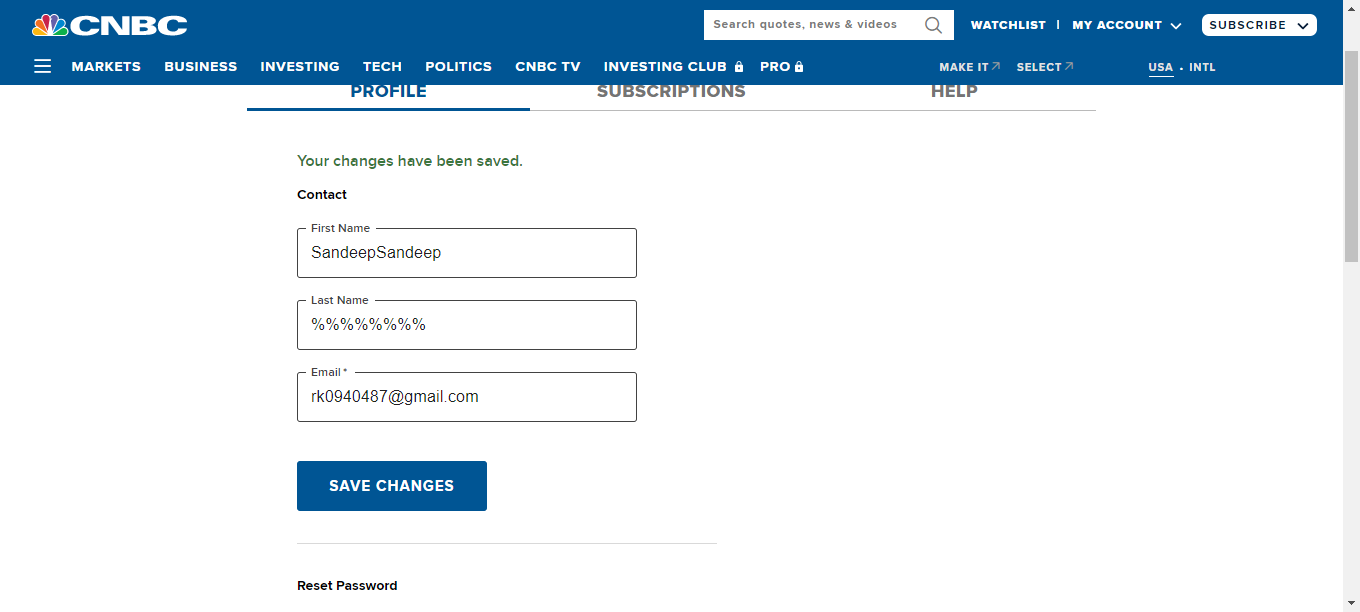 CNBC
Search quotes, news & videos
WATCHLIST | MY ACCOUNT
SUBSCRIBE
MARKETS BUSINESS INVESTING TECH POLITICS CNBC TV INVESTING CLUB PRO
MAKE IT SELECT USA • INTL
PROFILE SUBSCRIPTIONS HELP
Your changes have been saved.
Contact
First Name
SandeepSandeep
Last Name
%%%%%%%%
Email *
rk0940487@gmail.com
SAVE CHANGES
Reset Password